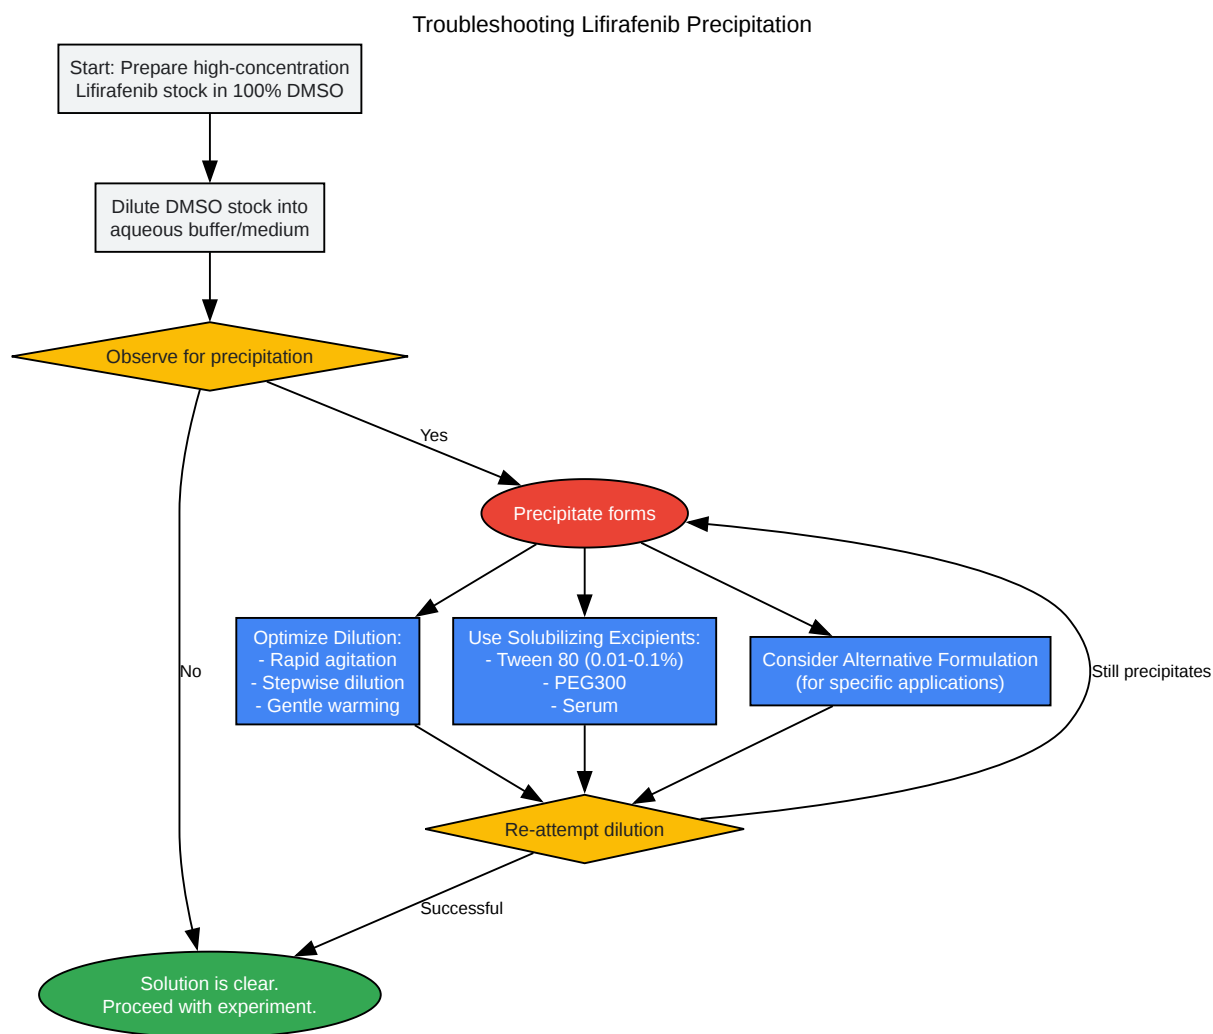 Troubleshooting Lifirafenib Precipitation
Start: Prepare high-concentration
Lifirafenib stock in 100% DMSO
Dilute DMSO stock into
aqueous buffer/medium
Observe for precipitation
Yes
Precipitate forms
No
Optimize Dilution:
- Rapid agitation
- Stepwise dilution
- Gentle warming
Use Solubilizing Excipients:
- Tween 80 (0.01-0.1%)
- PEG300
- Serum
Consider Alternative Formulation
(for specific applications)
Still precipitates
Re-attempt dilution
Successful
Solution is clear.
Proceed with experiment.